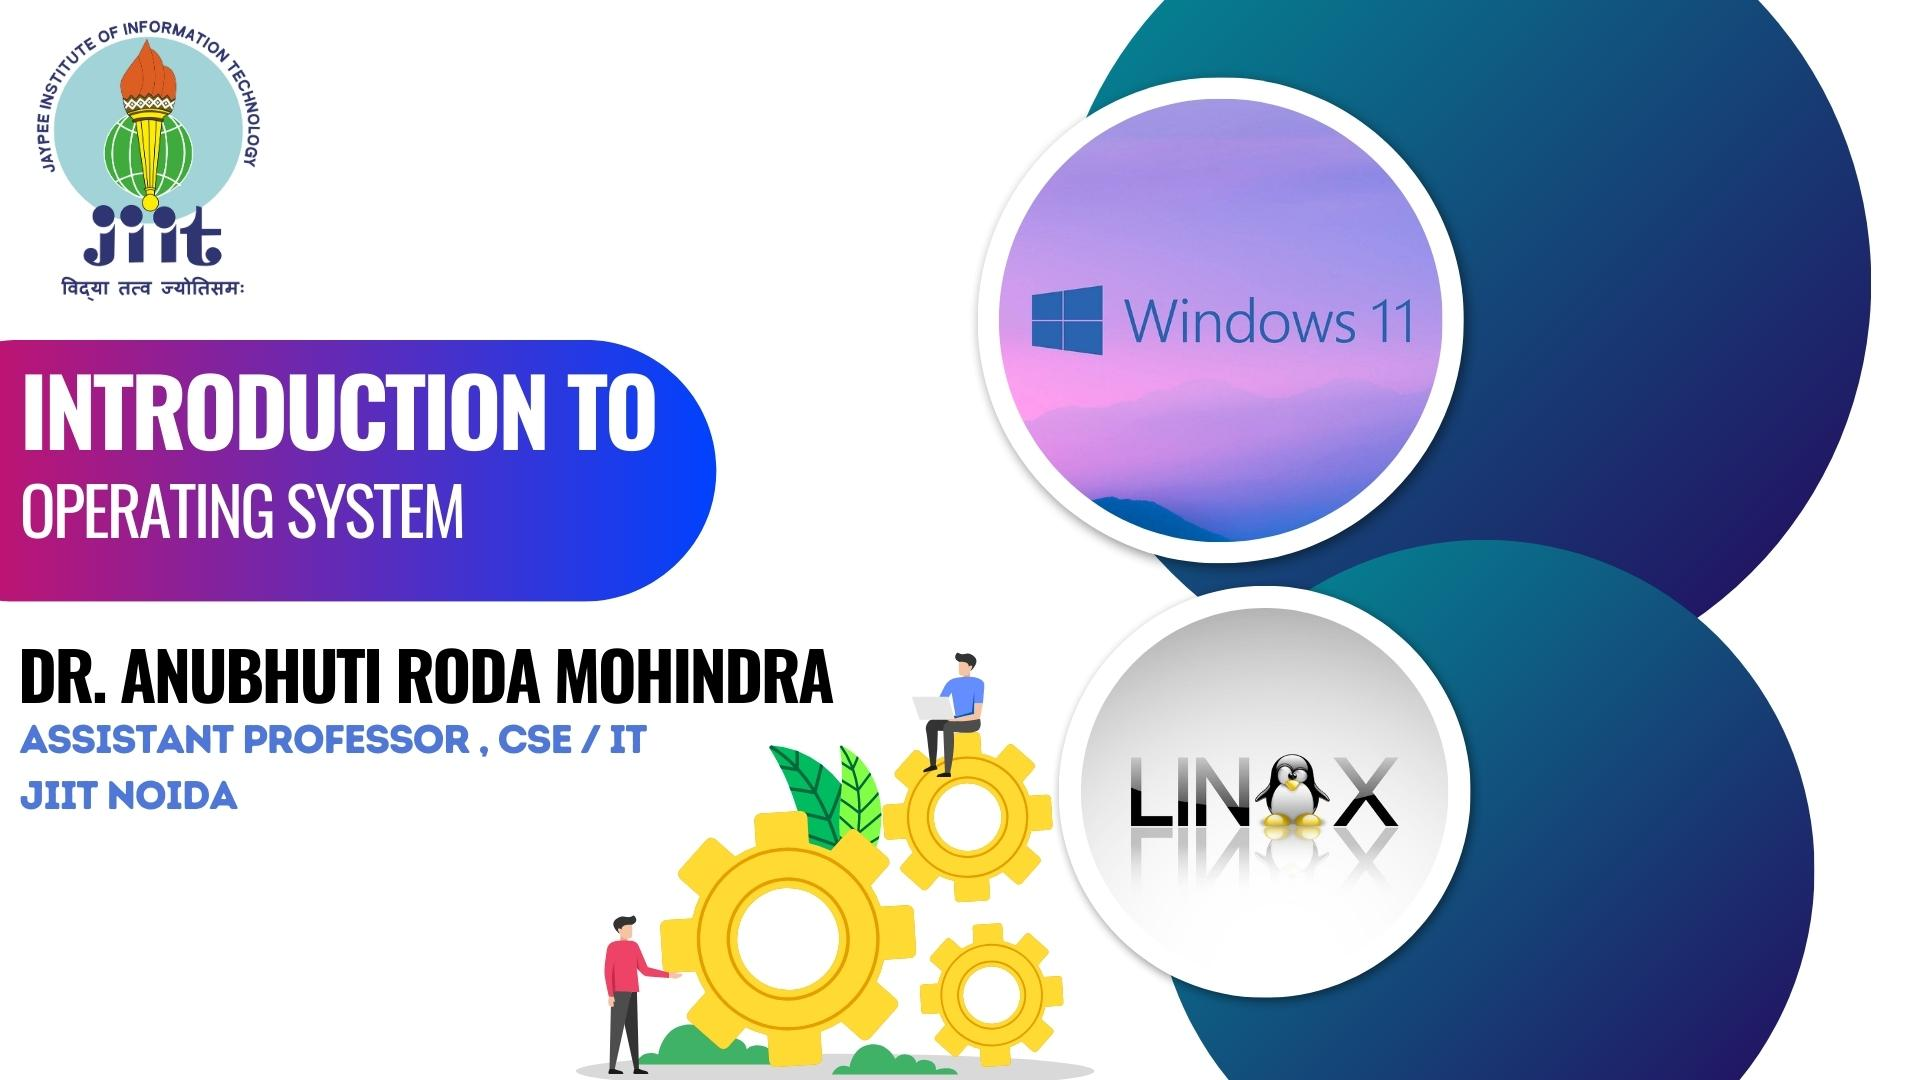 JAYPEE INSTITUTE OF INFORMATION TECHNOLOGY
jiit
विद्या तत्व ज्योतिसमः
INTRODUCTION TO
OPERATING SYSTEM
DR. ANUBHUTI RODA MOHINDRA
ASSISTANT PROFESSOR , CSE / IT
JIIT NOIDA
Windows 11
LINUX